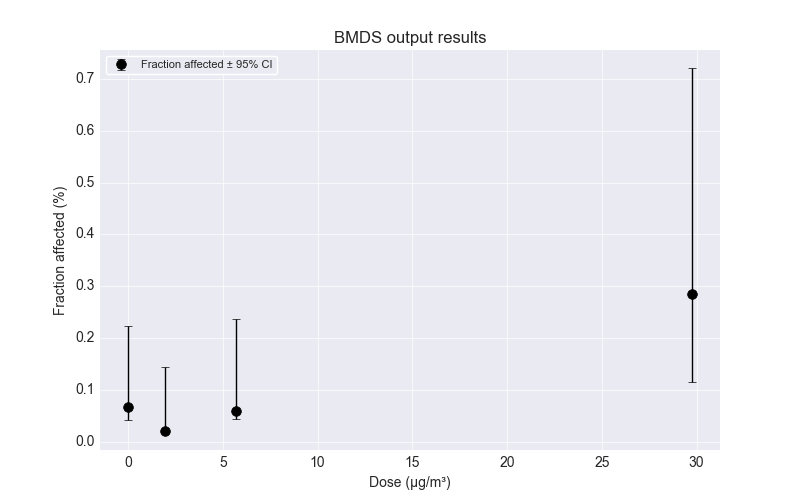 BMDS output results
Fraction affected ± 95% CI
Fraction affected (%)
0.7
0.6
0.5
0.4
0.3
0.2
0.1
0.0
0 5 10 15 20 25 30
Dose (µg/m³)